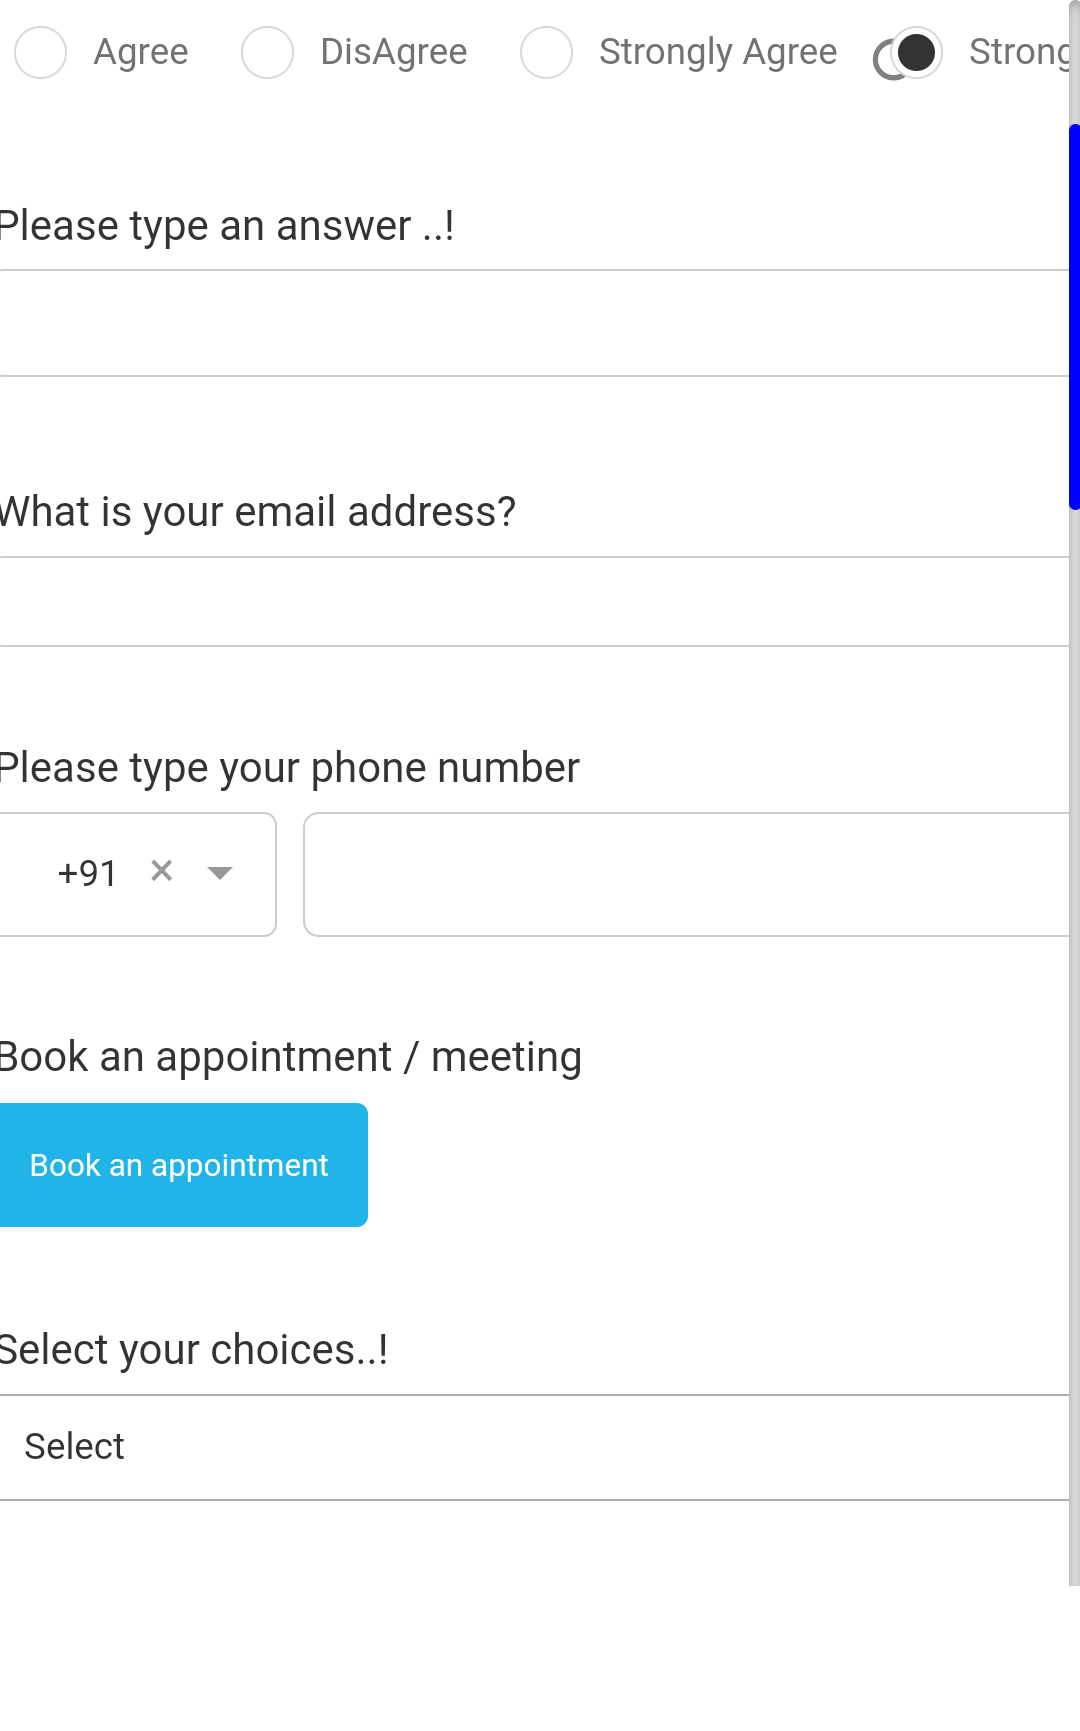 Agree DisAgree Strongly Agree Strong
Please type an answer ..!
What is your email address?
Please type your phone number
+91
Book an appointment / meeting
Book an appointment
Select your choices..!
Select